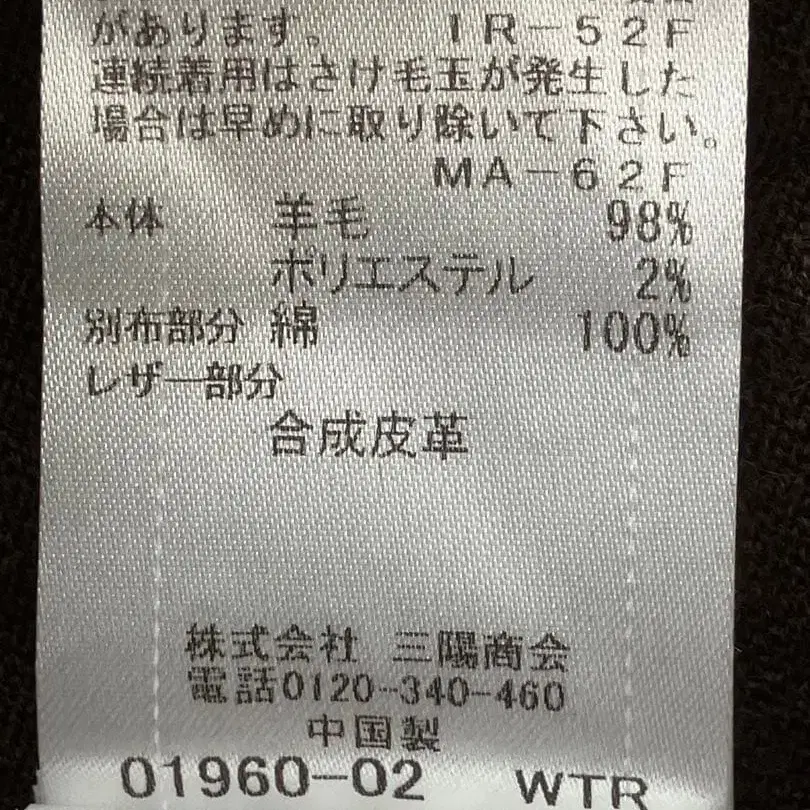 があります。 IR-52F
連続着用はさけ毛玉が発生した
場合は早めに取り除いて下さい。
MA-62F
本体 羊毛 98%
ポリエステル 2%
別布部分 綿 100%
レザー部分
合成皮革
株式会社 三陽商会
電話0120-340-460
中国製
01960-02 WTR